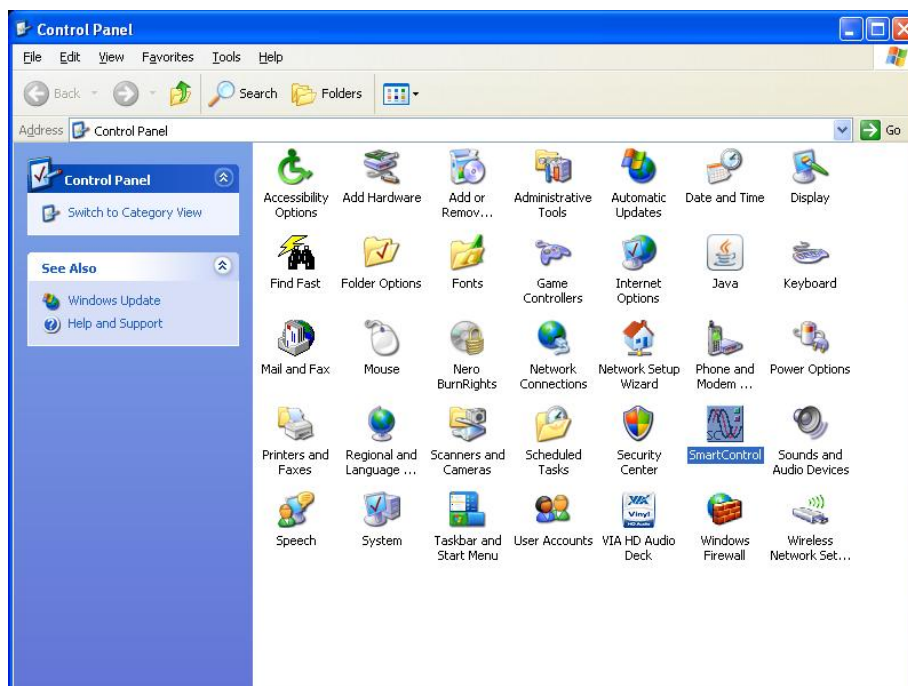 Control Panel
File Edit View Favorites Tools Help
Back Search Folders
Address Control Panel Go
Control Panel
Switch to Category View
See Also
Windows Update
Help and Support
Accessibility Options
Add Hardware
Add or Remov...
Administrative Tools
Automatic Updates
Date and Time
Display
Find Fast
Folder Options
Fonts
Game Controllers
Internet Options
Java
Keyboard
Mail and Fax
Mouse
Nero BurnRights
Network Connections
Network Setup Wizard
Phone and Modem ...
Power Options
Printers and Faxes
Regional and Language ...
Scanners and Cameras
Scheduled Tasks
Security Center
SmartControl
Sounds and Audio Devices
Speech
System
Taskbar and Start Menu
User Accounts
VIA HD Audio Deck
Windows Firewall
Wireless Network Set...